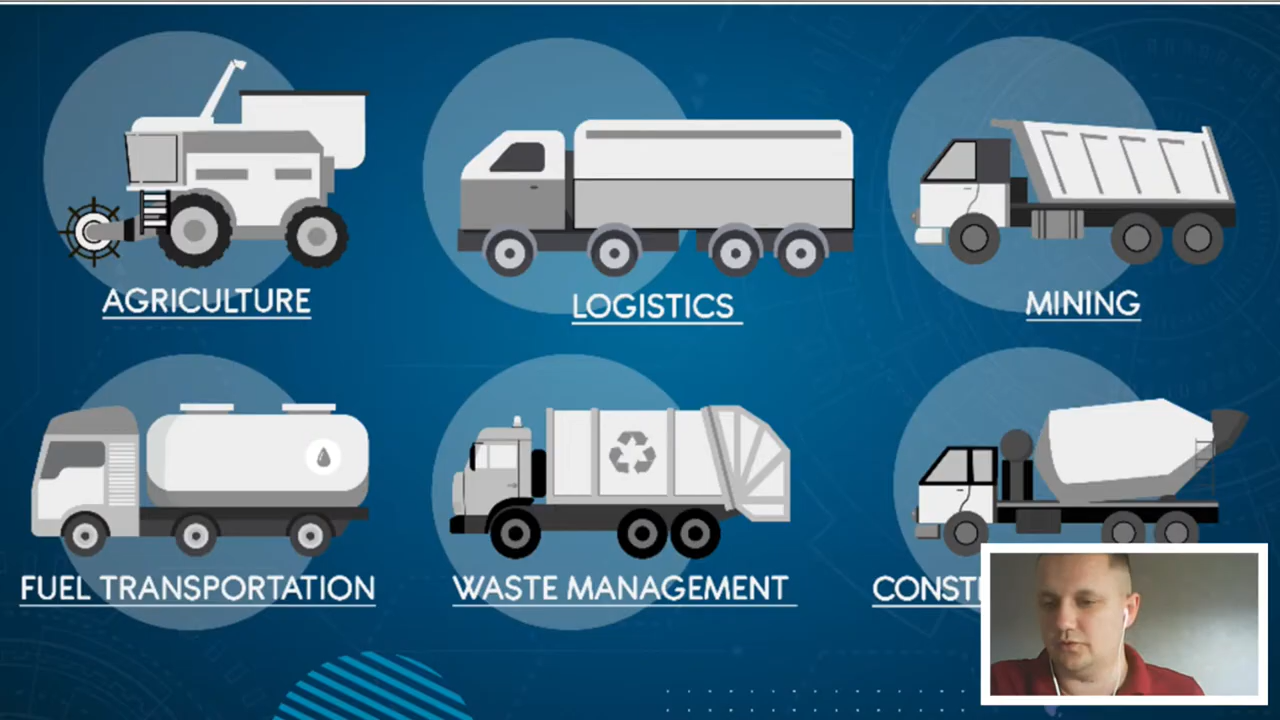 AGRICULTURE
LOGISTICS
MINING
FUEL TRANSPORTATION
WASTE MANAGEMENT